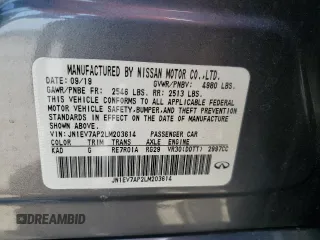 MANUFACTURED BY NISSAN MOTOR CO.,LTD.
DATE: 09/19 GVWR/PNBV: 4980 LBS.
GAWR/PNBE FR: 2546 LBS. RR: 2513 LBS.
THIS VEHICLE CONFORMS TO ALL APPLICABLE FEDERAL
MOTOR VEHICLE SAFETY, BUMPER, AND THEFT PREVENTION
STANDARDS IN EFFECT ON THE DATE OF MANUFACTURE
SHOWN ABOVE.
VIN: JN1EV7AP2LM203614 PASSENGER CAR
COLOR TRIM TRANS AXLE ENGINE
KAD G RE7R01A RG29 VR30(DDTT) 2997CC
JN1EV7AP2LM203614
DREAMBID